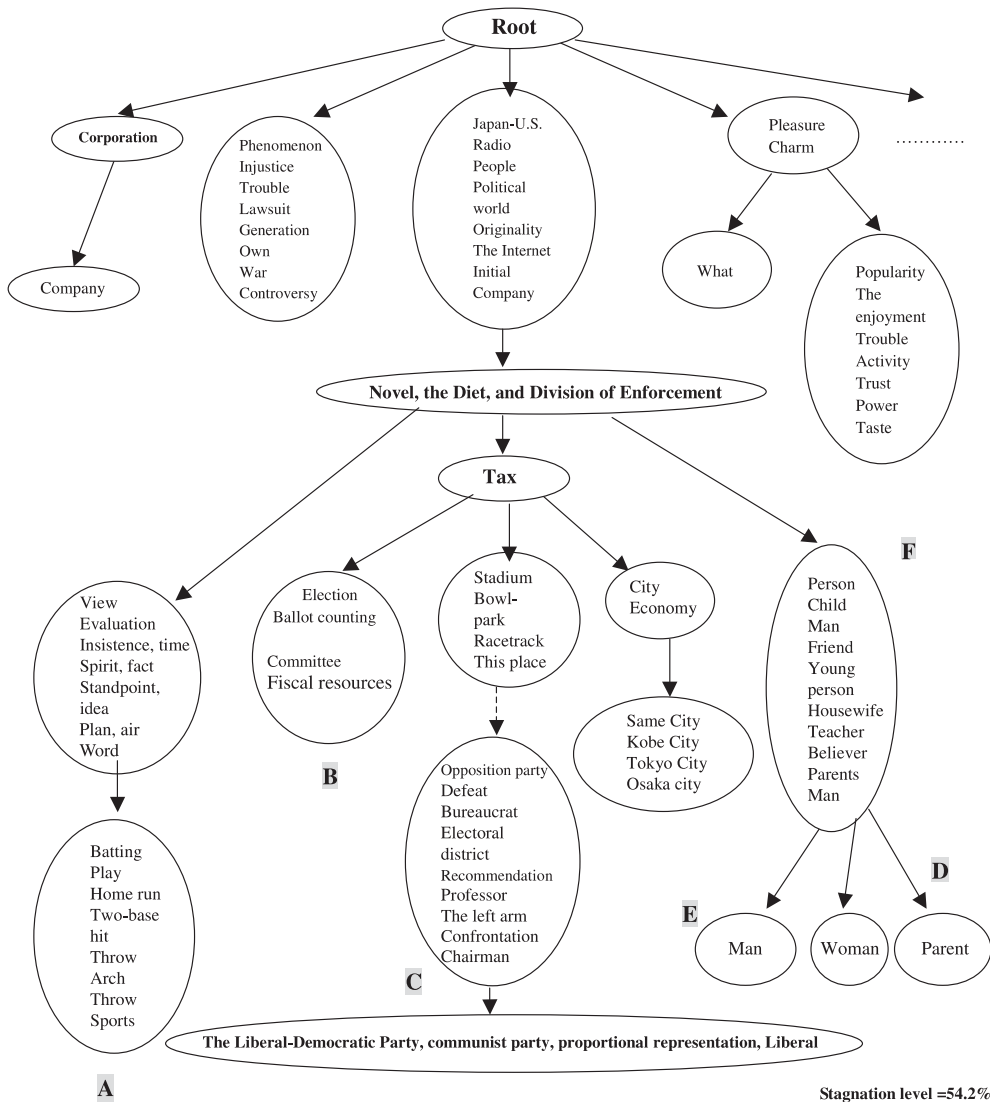 Root
Corporation
Company
Phenomenon
Injustice
Trouble
Lawsuit
Generation
Own
War
Controversy
Japan-U.S.
Radio
People
Political
world
Originality
The Internet
Initial
Company
Pleasure
Charm
............
What
Popularity
The
enjoyment
Trouble
Activity
Trust
Power
Taste
Novel, the Diet, and Division of Enforcement
Tax
View
Evaluation
Insistence, time
Spirit, fact
Standpoint,
idea
Plan, air
Word
Batting
Play
Home run
Two-base
hit
Throw
Arch
Throw
Sports
A
Election
Ballot counting
Committee
Fiscal resources
B
Stadium
Bowl-
park
Racetrack
This place
Opposition party
Defeat
Bureaucrat
Electoral
district
Recommendation
Professor
The left arm
Confrontation
Chairman
C
The Liberal-Democratic Party, communist party, proportional representation, Liberal
City
Economy
Same City
Kobe City
Tokyo City
Osaka city
F
Person
Child
Man
Friend
Young
person
Housewife
Teacher
Believer
Parents
Man
D
E
Man
Woman
Parent
Stagnation level =54.2%